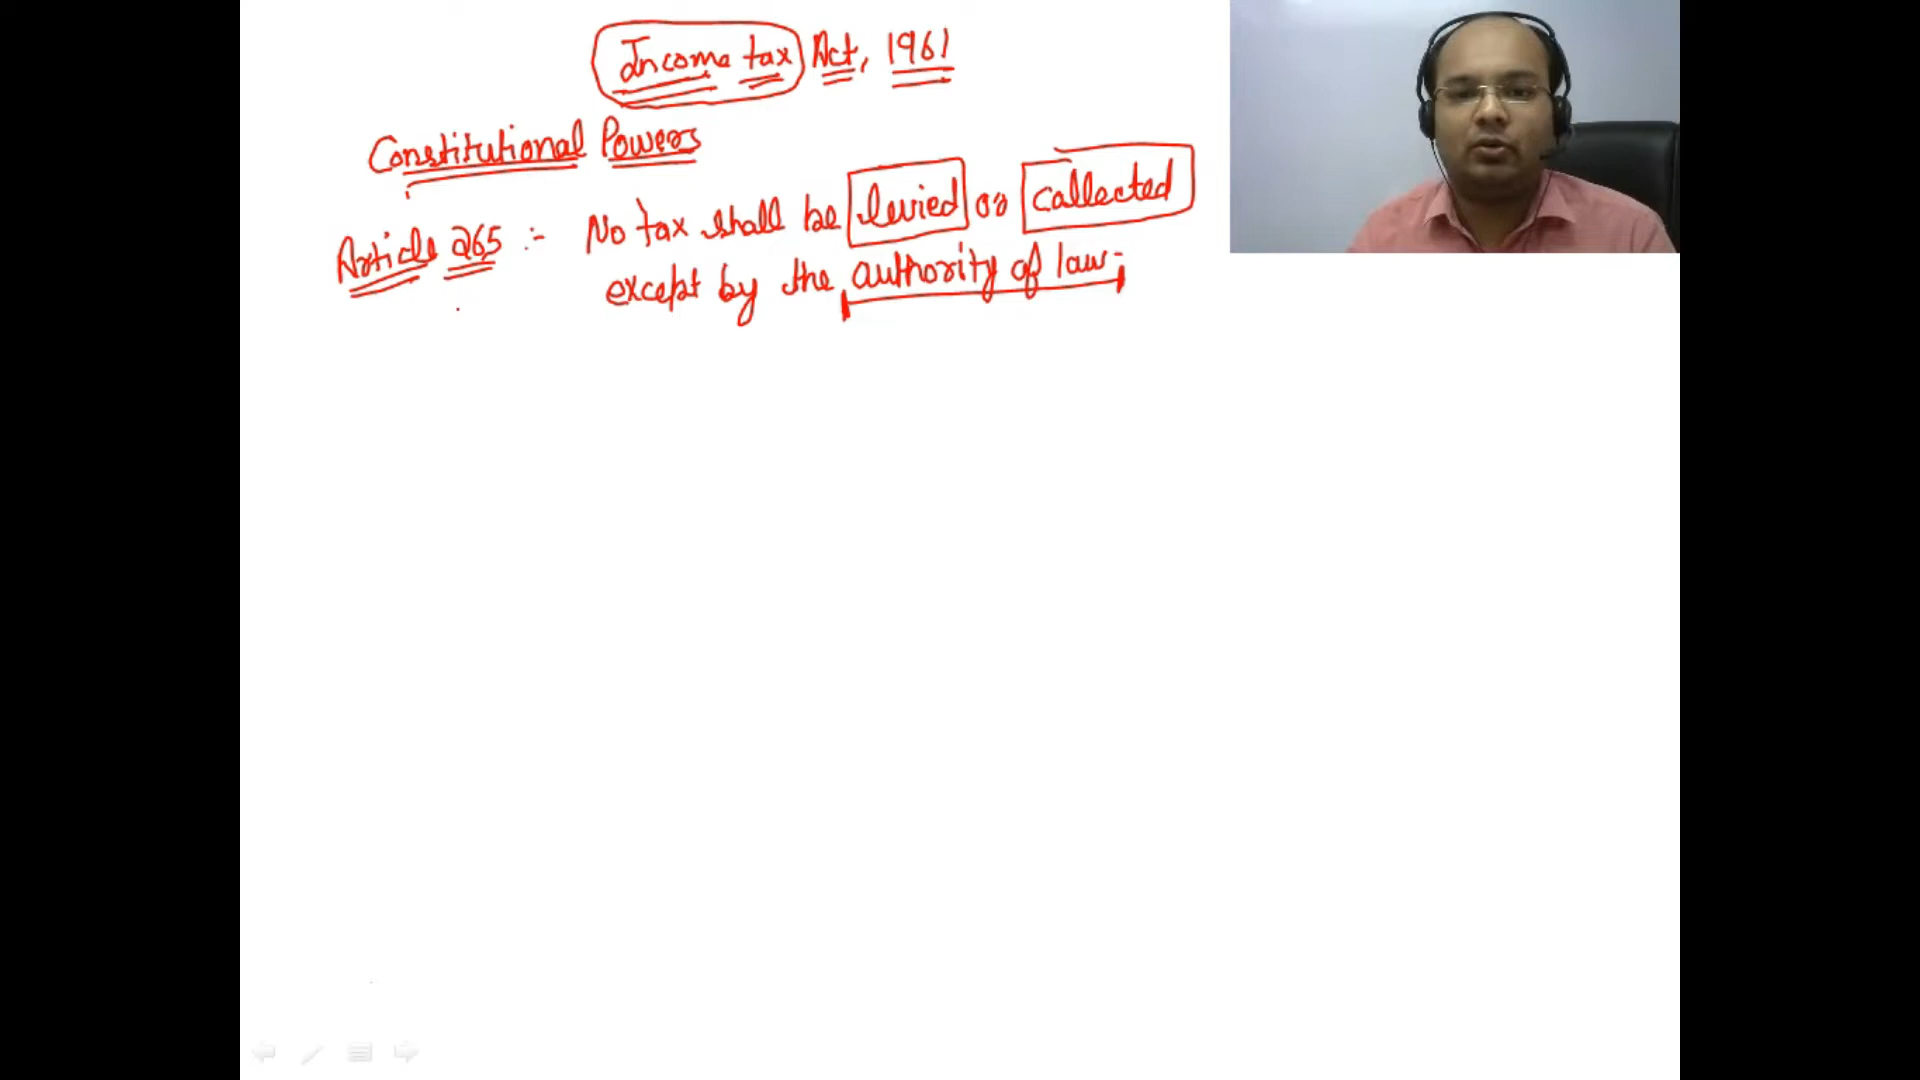 Income tax Act, 1961
Constitutional Powers
Article 265 :- No tax shall be levied or collected
except by the authority of law.